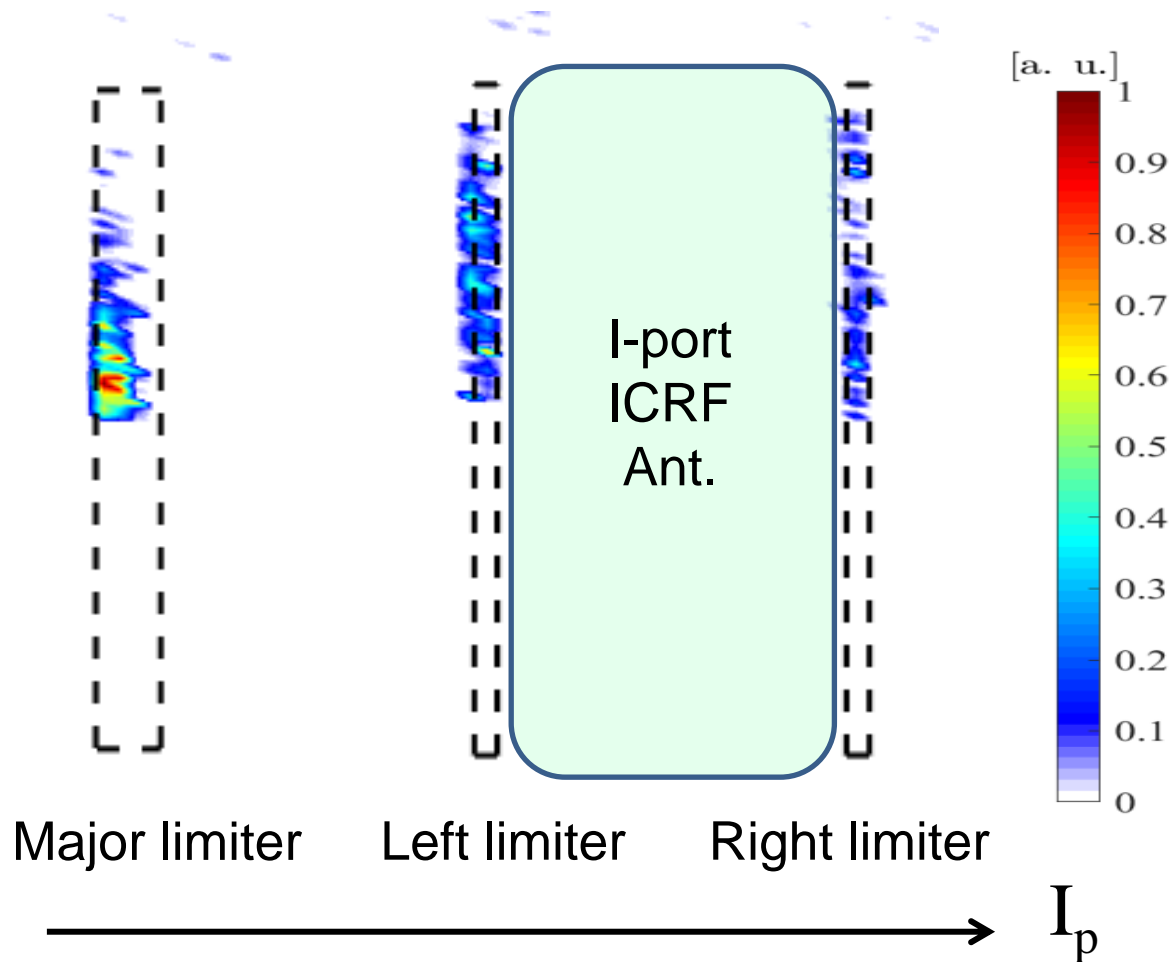 [a. u.]
1
0.9
0.8
0.7
0.6
0.5
0.4
0.3
0.2
0.1
0
I-port
ICRF
Ant.
Major limiter
Left limiter
Right limiter
Ip